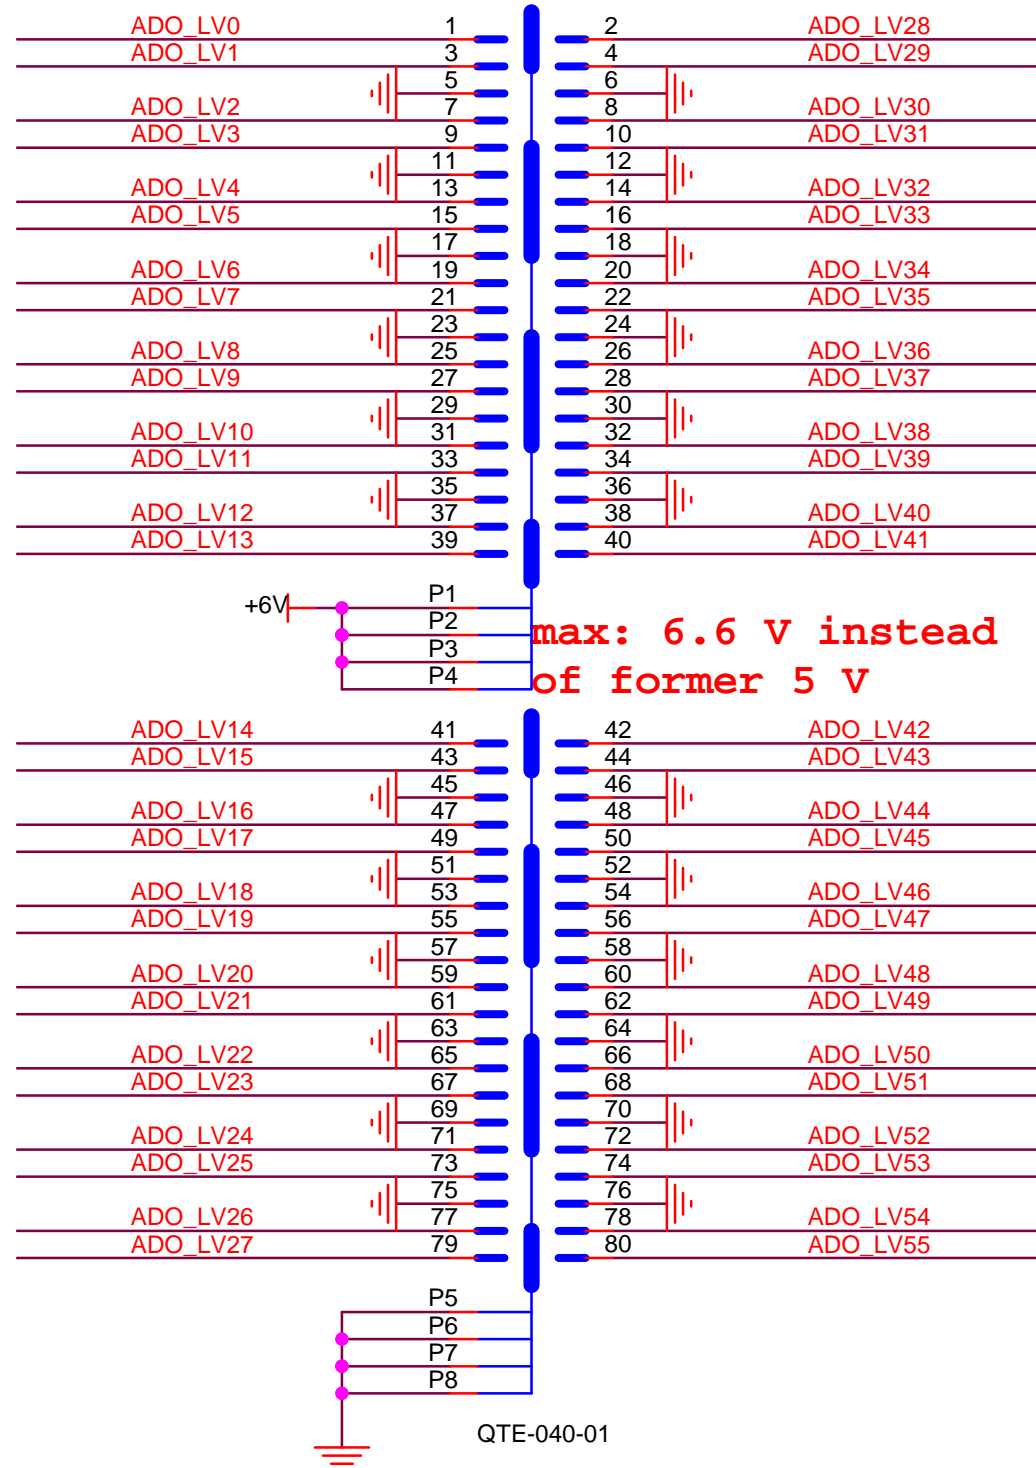 ADO_LV0 1 2 ADO_LV28
ADO_LV1 3 4 ADO_LV29
5 6
ADO_LV2 7 8 ADO_LV30
ADO_LV3 9 10 ADO_LV31
11 12
ADO_LV4 13 14 ADO_LV32
ADO_LV5 15 16 ADO_LV33
17 18
ADO_LV6 19 20 ADO_LV34
ADO_LV7 21 22 ADO_LV35
23 24
ADO_LV8 25 26 ADO_LV36
ADO_LV9 27 28 ADO_LV37
29 30
ADO_LV10 31 32 ADO_LV38
ADO_LV11 33 34 ADO_LV39
35 36
ADO_LV12 37 38 ADO_LV40
ADO_LV13 39 40 ADO_LV41
+6V P1
P2
P3
P4
max: 6.6 V instead
of former 5 V
ADO_LV14 41 42 ADO_LV42
ADO_LV15 43 44 ADO_LV43
45 46
ADO_LV16 47 48 ADO_LV44
ADO_LV17 49 50 ADO_LV45
51 52
ADO_LV18 53 54 ADO_LV46
ADO_LV19 55 56 ADO_LV47
57 58
ADO_LV20 59 60 ADO_LV48
ADO_LV21 61 62 ADO_LV49
63 64
ADO_LV22 65 66 ADO_LV50
ADO_LV23 67 68 ADO_LV51
69 70
ADO_LV24 71 72 ADO_LV52
ADO_LV25 73 74 ADO_LV53
75 76
ADO_LV26 77 78 ADO_LV54
ADO_LV27 79 80 ADO_LV55
P5
P6
P7
P8
QTE-040-01